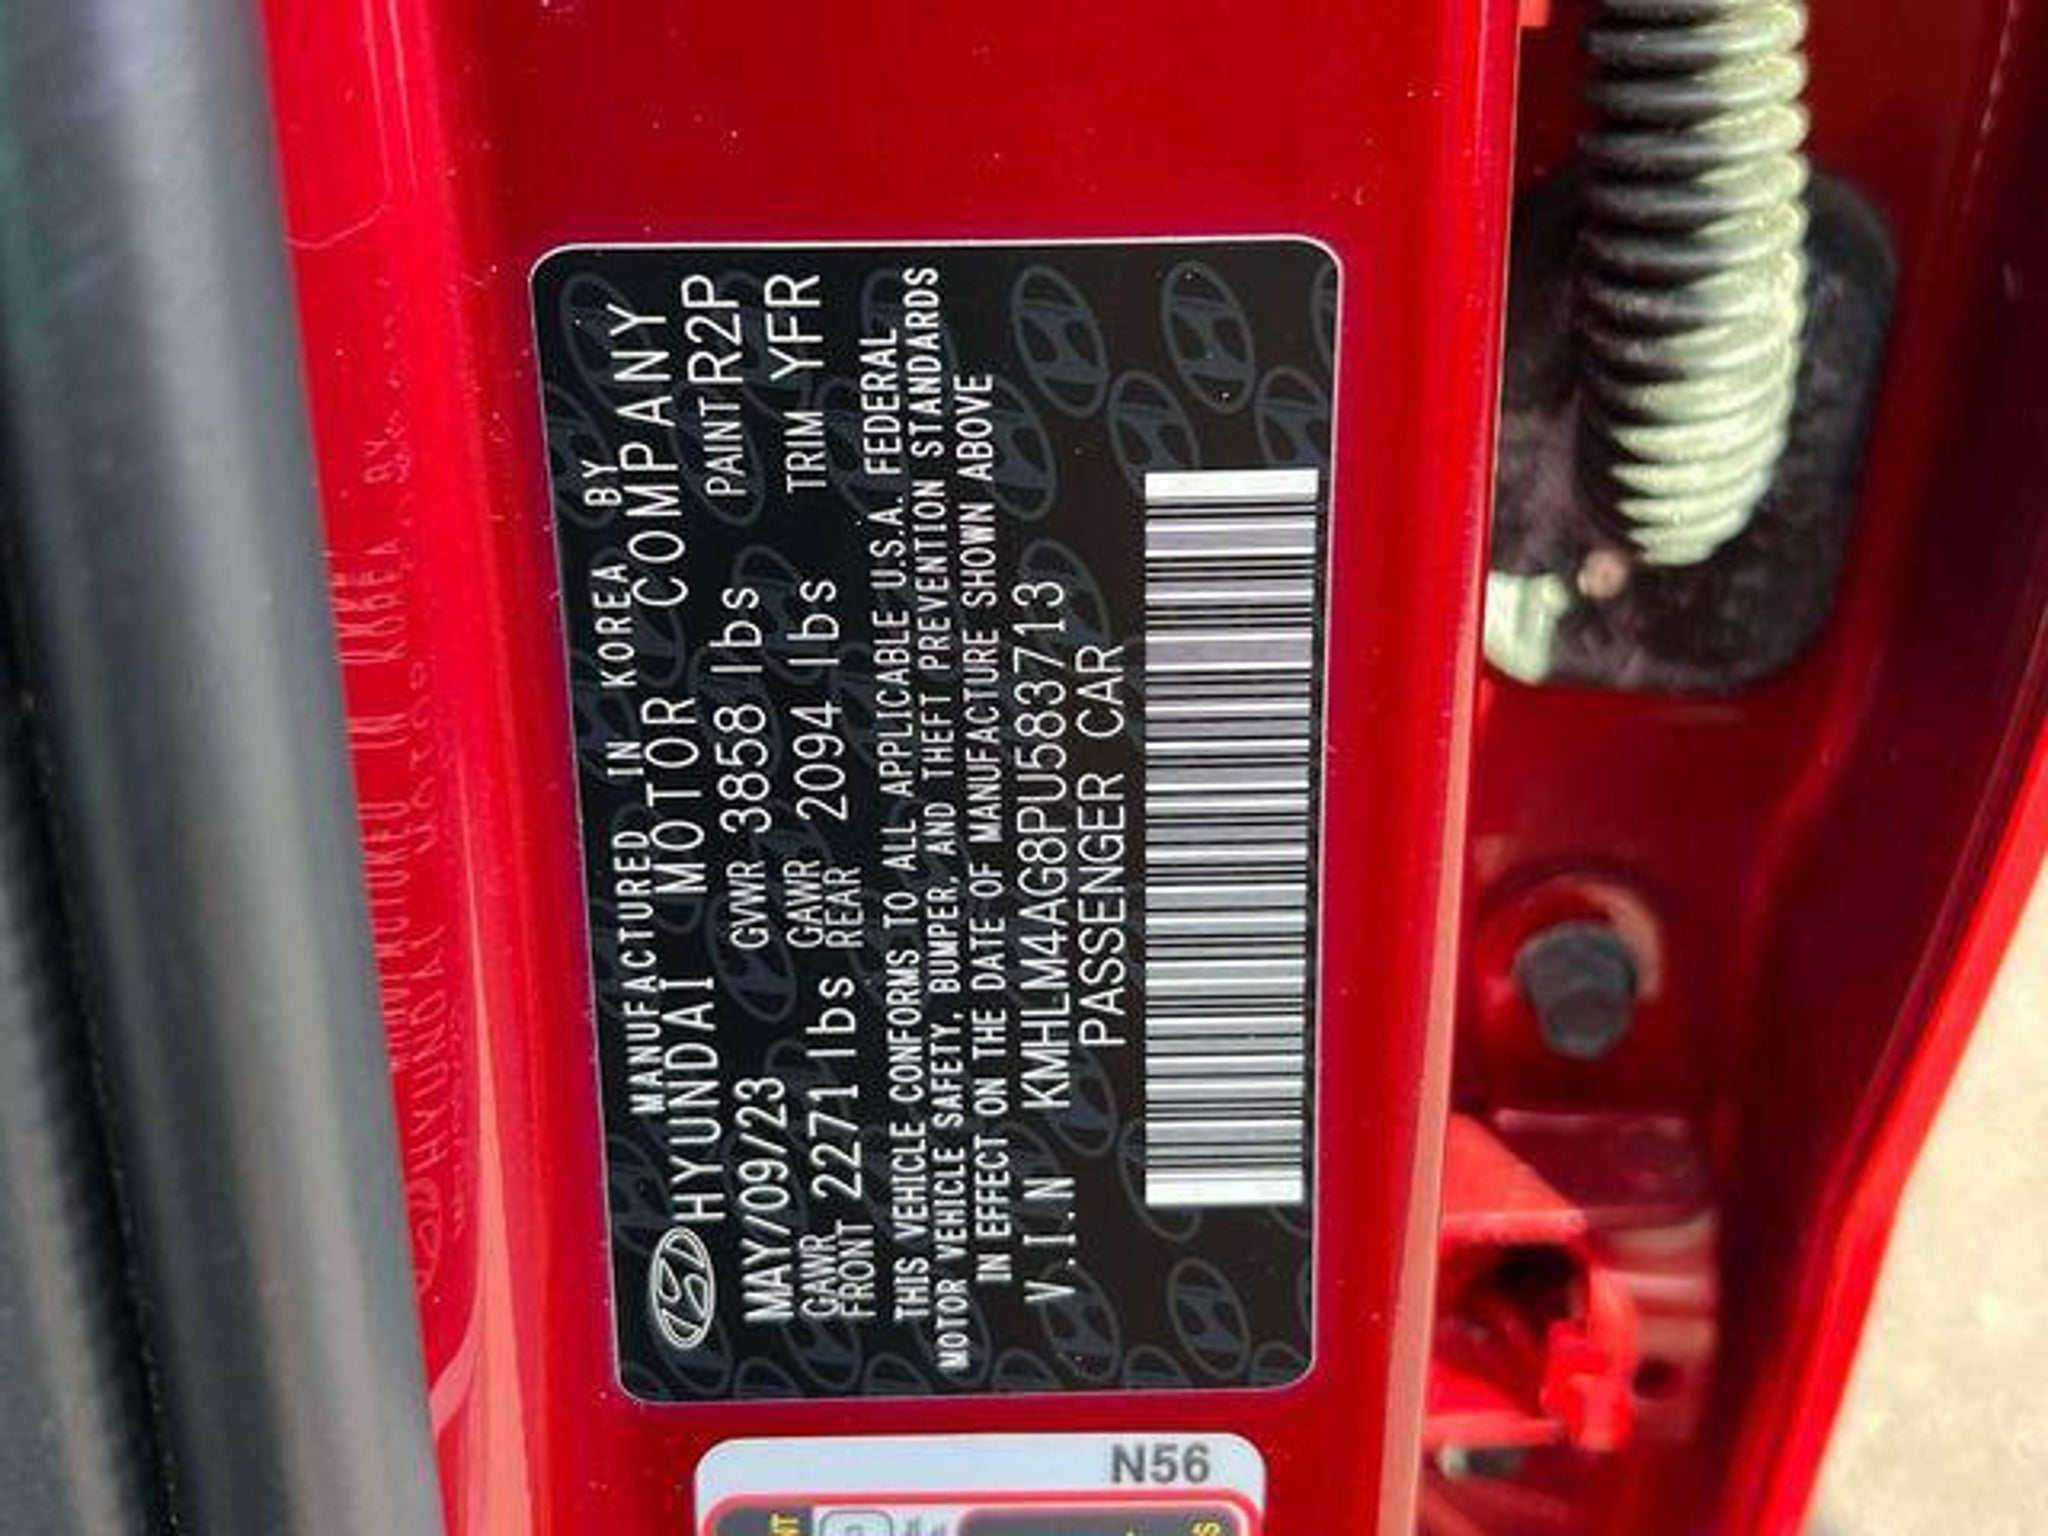 MANUFACTURED IN KOREA BY
HYUNDAI MOTOR COMPANY
MAY/09/23 GVWR 3858 lbs PAINT R2P
GAWR FRONT 2271 lbs GAWR REAR 2094 lbs TRIM YFR
THIS VEHICLE CONFORMS TO ALL APPLICABLE U.S.A. FEDERAL
MOTOR VEHICLE SAFETY, BUMPER, AND THEFT PREVENTION STANDARDS
IN EFFECT ON THE DATE OF MANUFACTURE SHOWN ABOVE
V.I.N KMHLM4AG8PU583713
PASSENGER CAR
N56